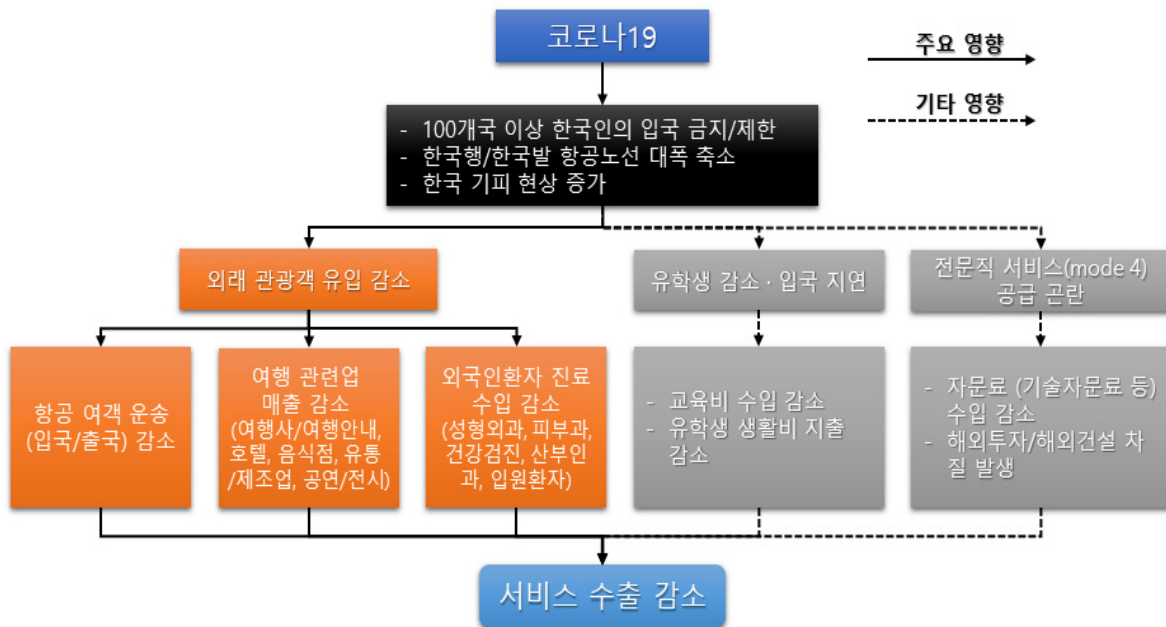 코로나19
주요 영향
기타 영향
- 100개국 이상 한국인의 입국 금지/제한
- 한국행/한국발 항공노선 대폭 축소
- 한국 기피 현상 증가
외래 관광객 유입 감소
유학생 감소 · 입국 지연
전문직 서비스(mode 4)
공급 곤란
항공 여객 운송
(입국/출국) 감소
여행 관련업
매출 감소
(여행사/여행안내,
호텔, 음식점, 유통
/제조업, 공연/전시)
외국인환자 진료
수입 감소
(성형외과, 피부과,
건강검진, 산부인
과, 입원환자)
- 교육비 수입 감소
- 유학생 생활비 지출
감소
- 자문료 (기술자문료 등)
수입 감소
- 해외투자/해외건설 차
질 발생
서비스 수출 감소